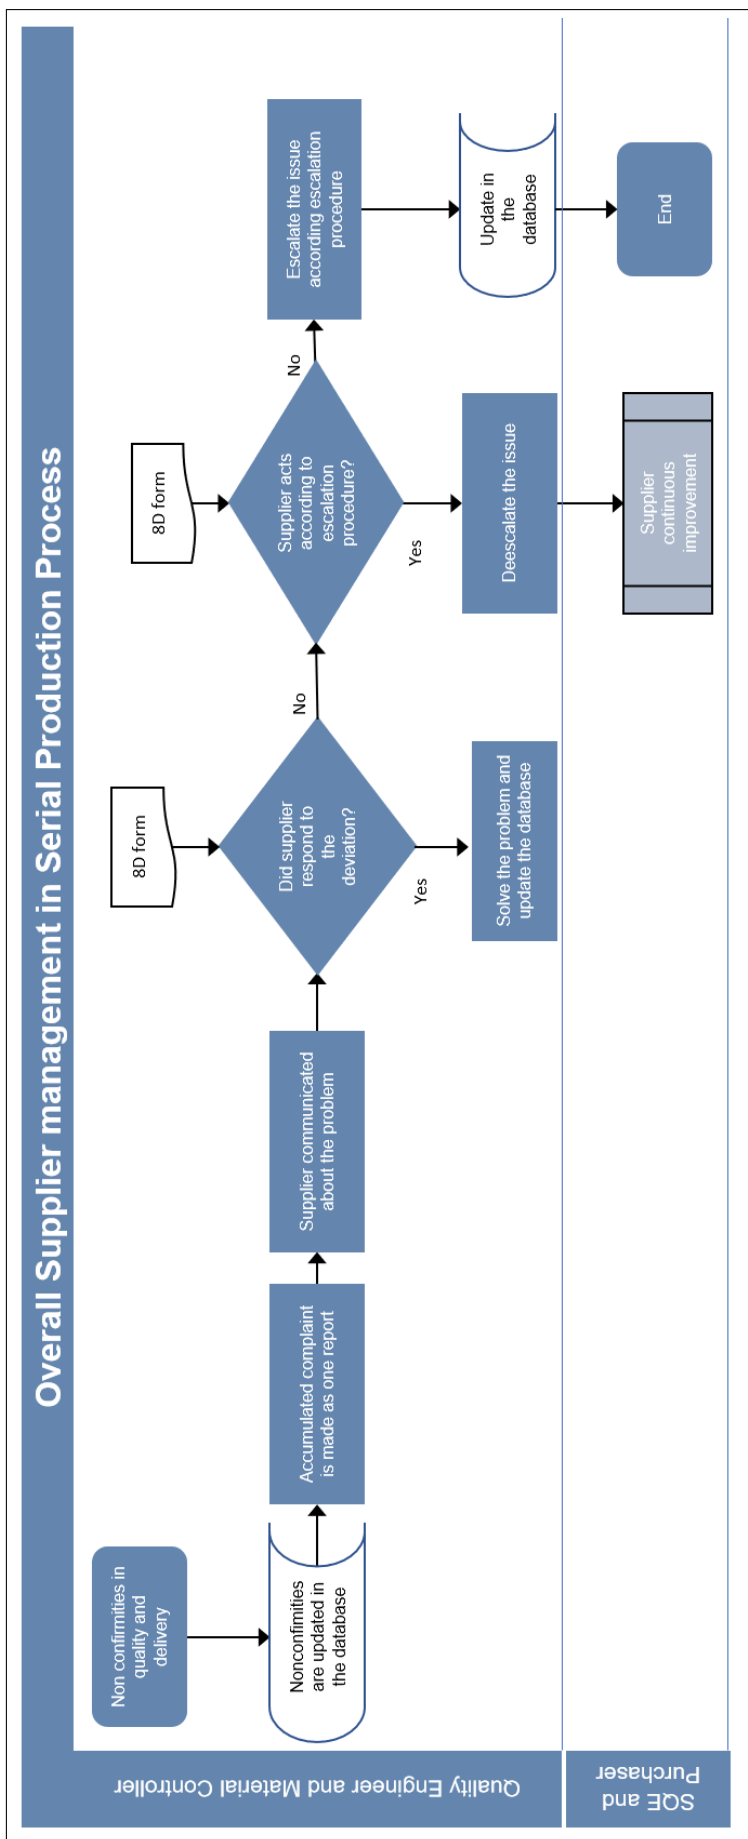 Overall Supplier management in Serial Production Process
Quality Engineer and Material Controller
SQE and
Purchaser
Non confirmities in
quality and
delivery
Nonconfimities
are updated in
the database
Accumulated complaint
is made as one report
Supplier communicated
about the problem
8D form
Did supplier
respond to
the
deviation?
Yes
No
Solve the problem and
update the database
8D form
Supplier acts
according to
escalation
procedure?
Yes
No
Deescalate the issue
Supplier
continuous
improvement
Escalate the issue
according escalation
procedure
Update in
the
database
End